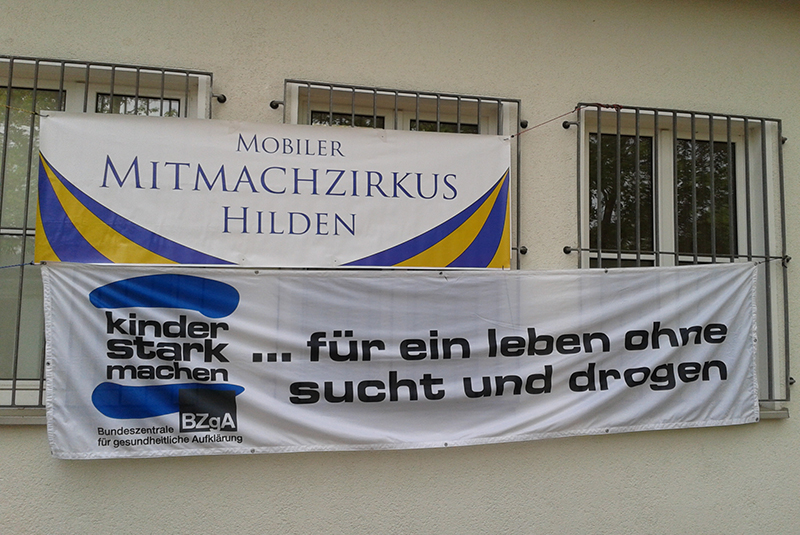 MOBILER
MITMACHZIRKUS
HILDEN
kinder
stark
machen
... für ein leben ohne
sucht und drogen
BZgA
Bundeszentrale
für gesundheitliche Aufklärung